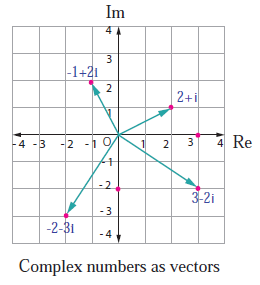 Im
4
3
-1+2i
2
2+i
1
-4 -3 -2 -1 0 1 2 3 4 Re
-1
-2
3-2i
-3
-2-3i
-4
Complex numbers as vectors